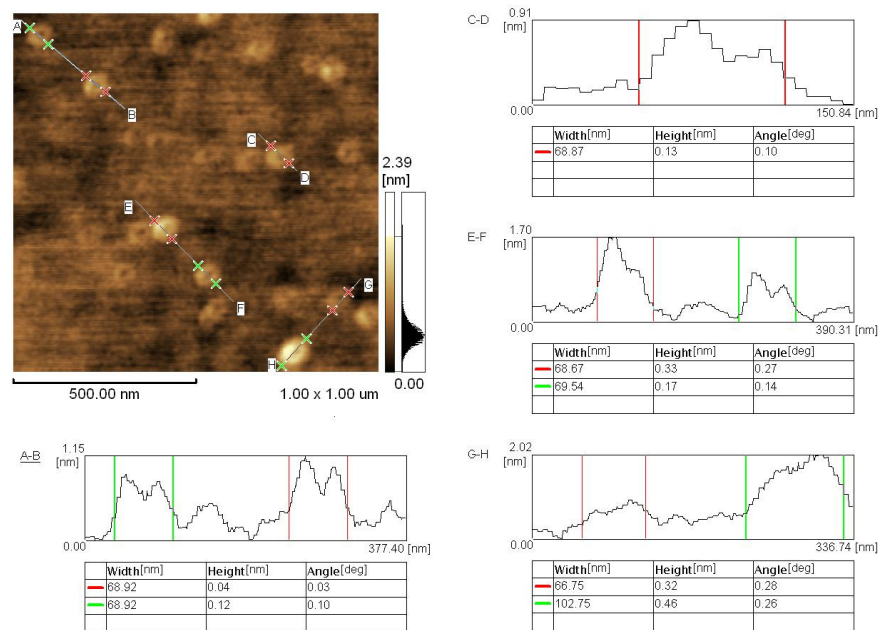 A
B
C
D
E
F
G
H
2.39
[nm]
0.00
500.00 nm
1.00 x 1.00 um
C-D
0.91
[nm]
0.00
150.84 [nm]
Width[nm] Height[nm] Angle[deg]
68.87 0.13 0.10
E-F
1.70
[nm]
0.00
390.31 [nm]
Width[nm] Height[nm] Angle[deg]
68.67 0.33 0.27
69.54 0.17 0.14
A-B
1.15
[nm]
0.00
377.40 [nm]
Width[nm] Height[nm] Angle[deg]
68.92 0.04 0.03
68.92 0.12 0.10
G-H
2.02
[nm]
0.00
336.74 [nm]
Width[nm] Height[nm] Angle[deg]
66.75 0.32 0.28
102.75 0.46 0.26